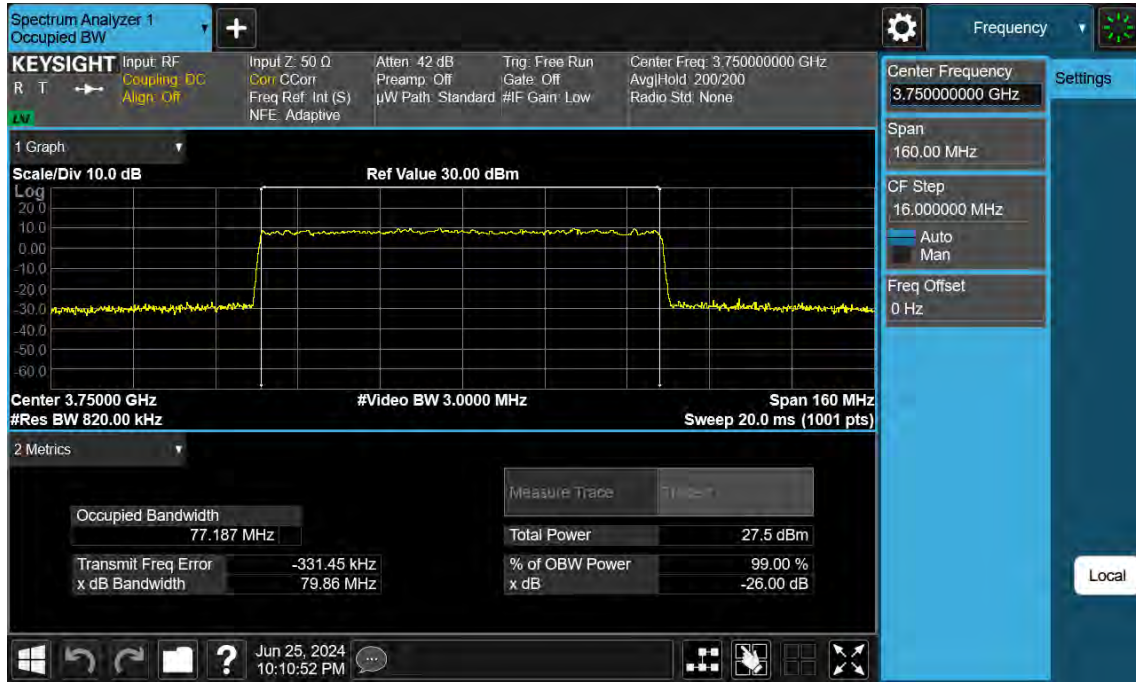 Spectrum Analyzer 1
Occupied BW
+
Frequency
KEYSIGHT
R T
LXI
Input: RF
Coupling: DC
Align: Off
Input Z: 50 Ω
Corr CCorr
Freq Ref: Int (S)
NFE: Adaptive
Atten: 42 dB
Preamp: Off
µW Path: Standard
Trig: Free Run
Gate: Off
#IF Gain: Low
Center Freq: 3.750000000 GHz
Avg|Hold: 200/200
Radio Std: None
Center Frequency
3.750000000 GHz
Settings
Span
160.00 MHz
CF Step
16.000000 MHz
Auto
Man
Freq Offset
0 Hz
Local
1 Graph
Scale/Div 10.0 dB
Ref Value 30.00 dBm
Log
20.0
10.0
0.00
-10.0
-20.0
-30.0
-40.0
-50.0
-60.0
Center 3.75000 GHz
#Video BW 3.0000 MHz
Span 160 MHz
#Res BW 820.00 kHz
Sweep 20.0 ms (1001 pts)
2 Metrics
Measure Trace
Occupied Bandwidth
77.187 MHz
Total Power 27.5 dBm
Transmit Freq Error -331.45 kHz
% of OBW Power 99.00 %
x dB Bandwidth 79.86 MHz
x dB -26.00 dB
?
Jun 25, 2024
10:10:52 PM